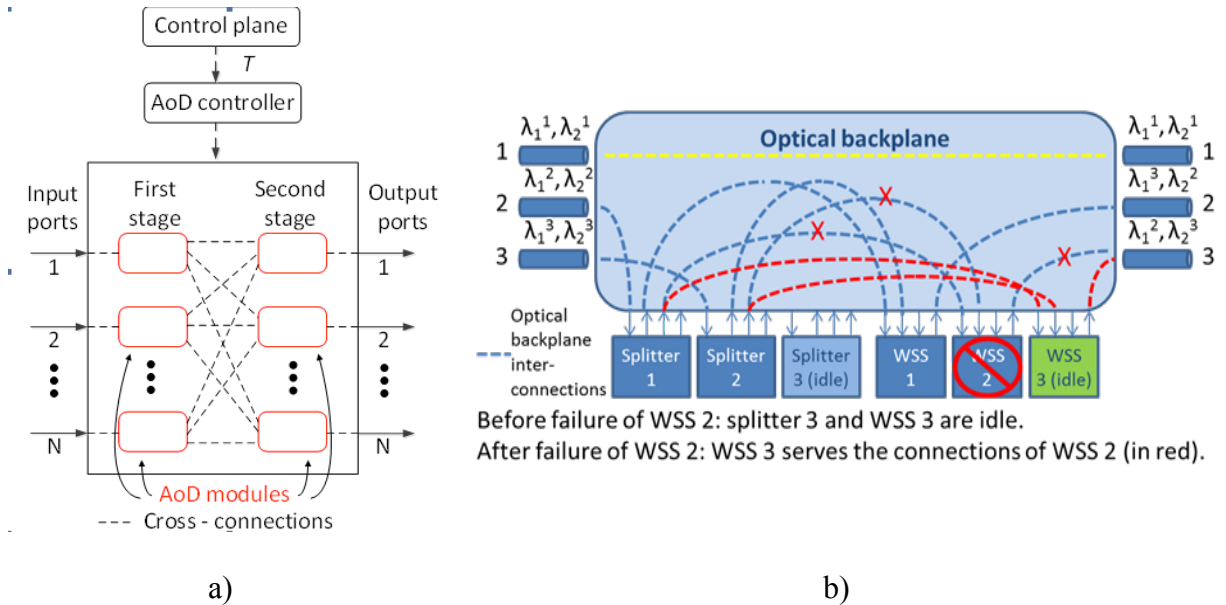 Control plane
T
AoD controller
Input ports
First stage
Second stage
Output ports
1
1
2
2
N
N
AoD modules
--- Cross - connections
a)
Optical backplane
λ₁¹, λ₂¹
1
λ₁², λ₂²
2
λ₁³, λ₂³
3
λ₁¹, λ₂¹
1
λ₁³, λ₂²
2
λ₁², λ₂³
3
Optical
backplane
inter-
connections
Splitter
1
Splitter
2
Splitter
3 (idle)
WSS
1
WSS
2
WSS
3 (idle)
Before failure of WSS 2: splitter 3 and WSS 3 are idle.
After failure of WSS 2: WSS 3 serves the connections of WSS 2 (in red).
b)